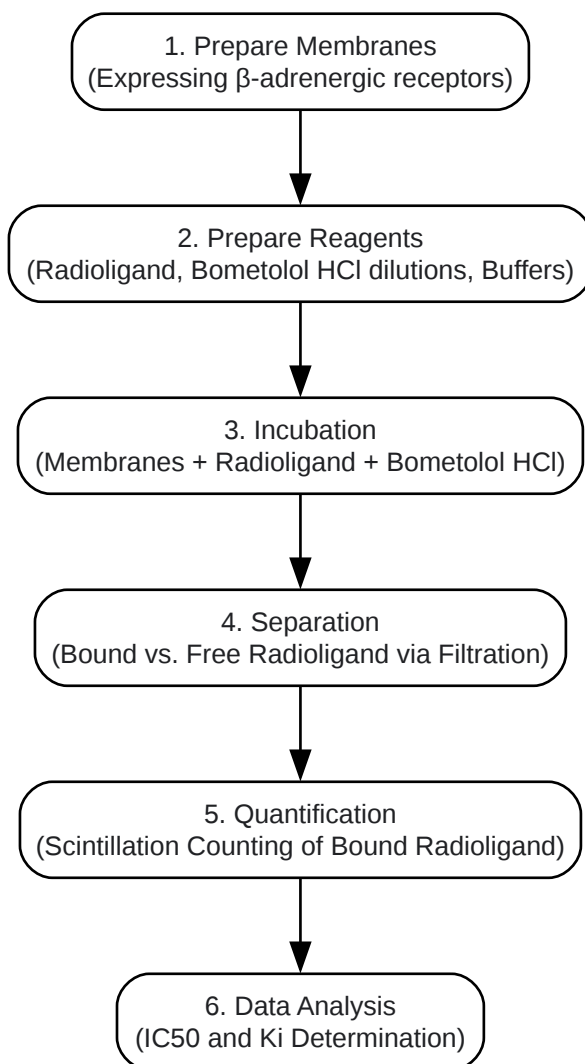 1. Prepare Membranes
(Expressing β-adrenergic receptors)
2. Prepare Reagents
(Radioligand, Bometolol HCl dilutions, Buffers)
3. Incubation
(Membranes + Radioligand + Bometolol HCl)
4. Separation
(Bound vs. Free Radioligand via Filtration)
5. Quantification
(Scintillation Counting of Bound Radioligand)
6. Data Analysis
(IC50 and Ki Determination)